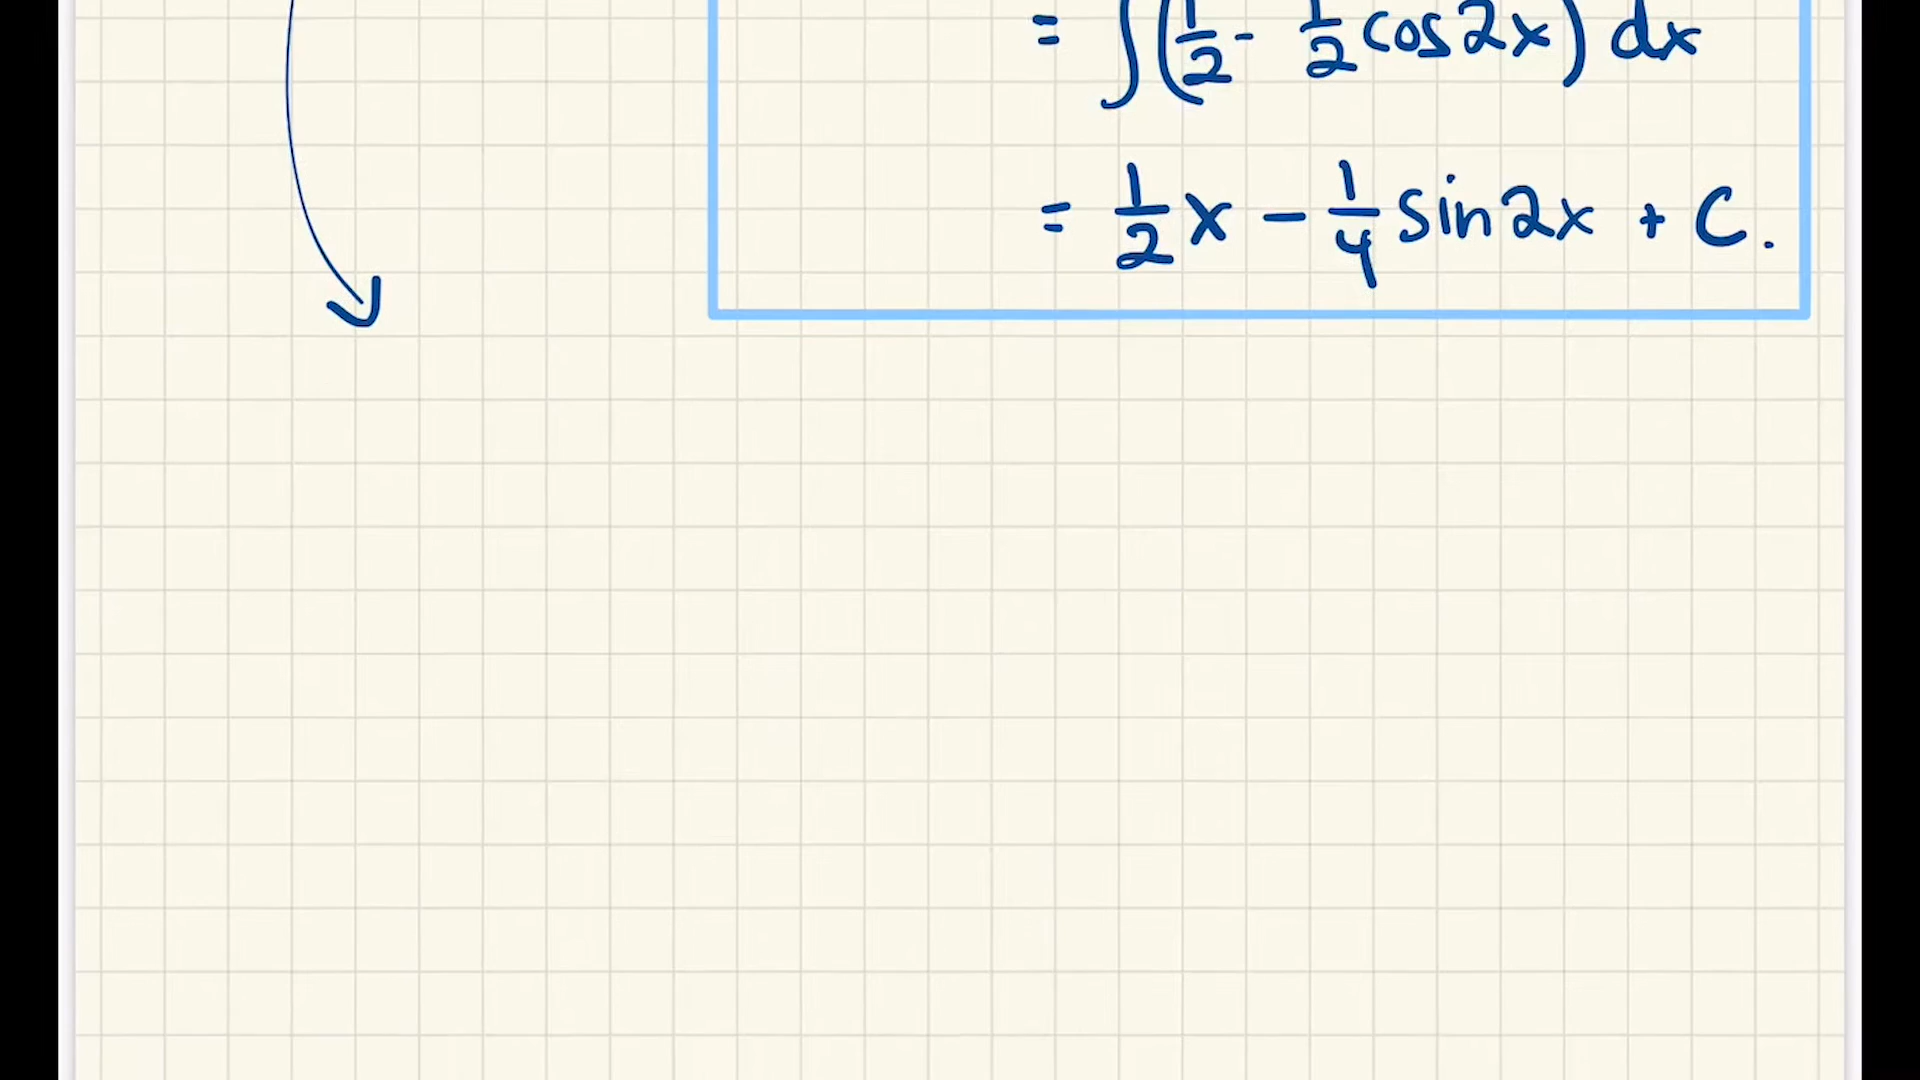 = ∫(1/2 - 1/2 cos2x) dx
= 1/2 x - 1/4 sin2x + C.